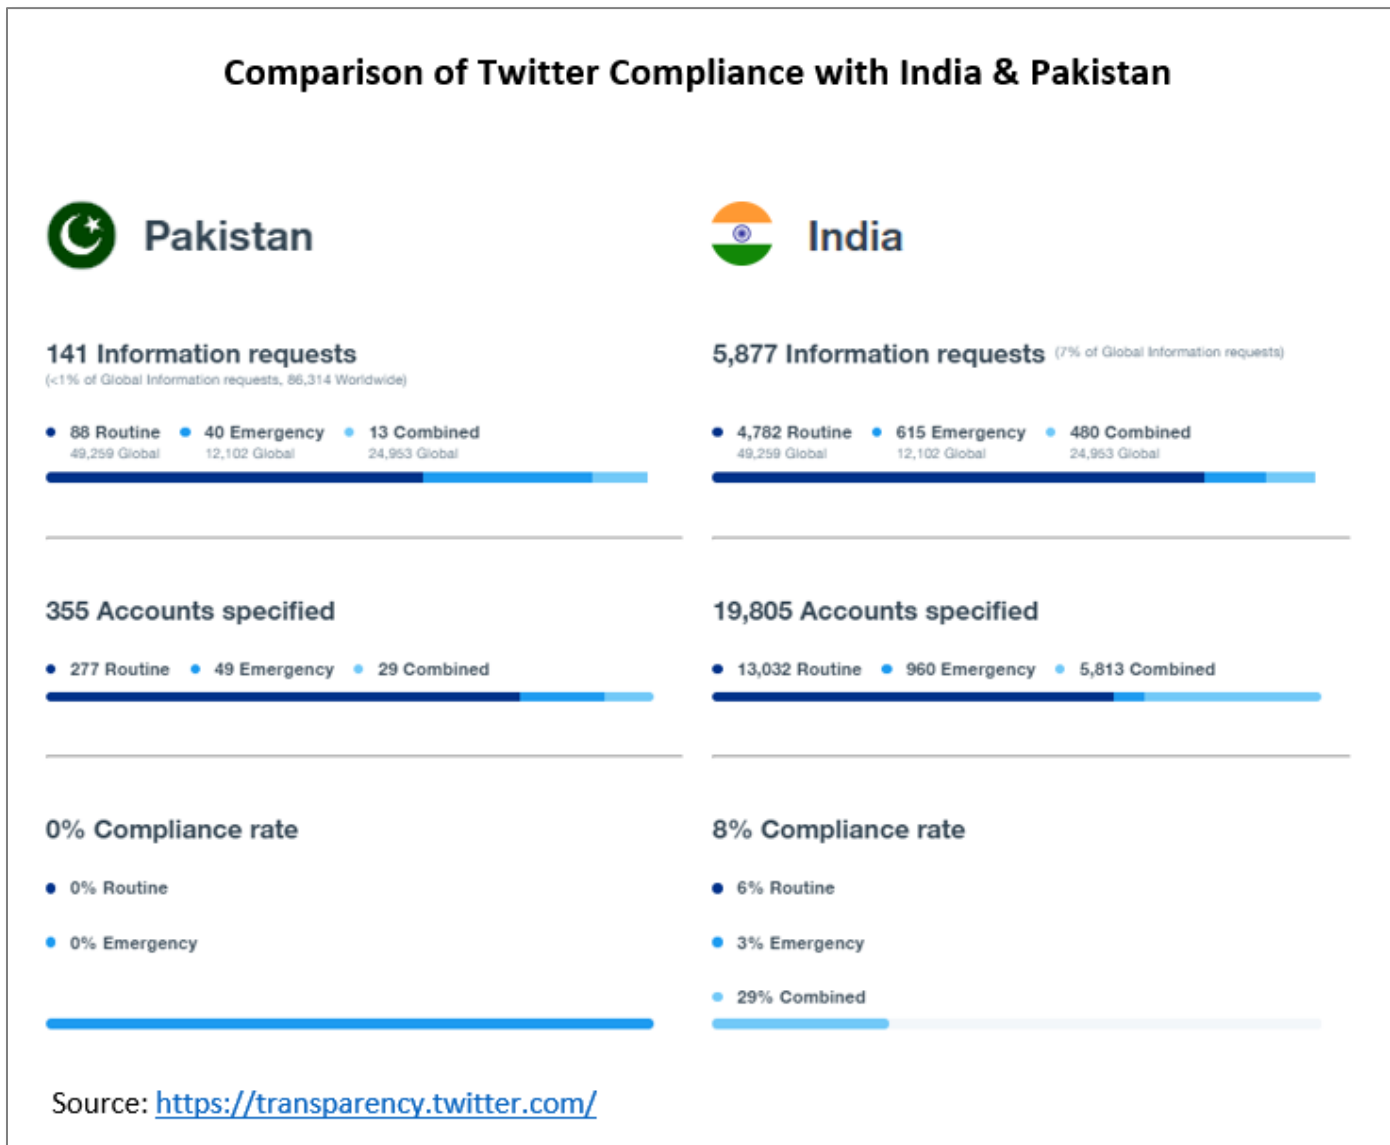 Comparison of Twitter Compliance with India & Pakistan
Pakistan
141 Information requests
(<1% of Global Information requests, 86,314 Worldwide)
88 Routine 40 Emergency 13 Combined
49,259 Global 12,102 Global 24,953 Global
355 Accounts specified
277 Routine 49 Emergency 29 Combined
0% Compliance rate
0% Routine
0% Emergency
India
5,877 Information requests (7% of Global Information requests)
4,782 Routine 615 Emergency 480 Combined
49,259 Global 12,102 Global 24,953 Global
19,805 Accounts specified
13,032 Routine 960 Emergency 5,813 Combined
8% Compliance rate
6% Routine
3% Emergency
29% Combined
Source: https://transparency.twitter.com/